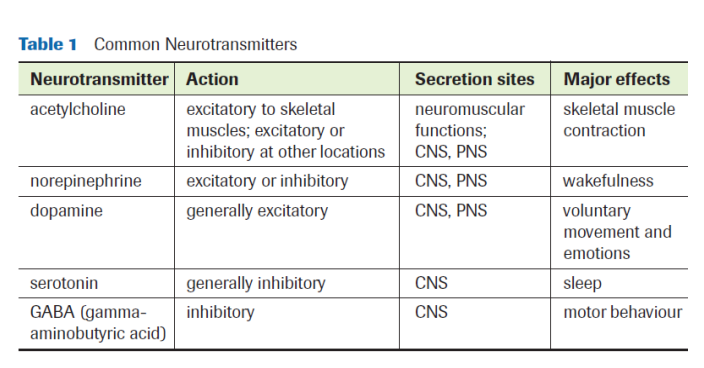 Table 1 Common Neurotransmitters
Neurotransmitter Action Secretion sites Major effects
acetylcholine excitatory to skeletal neuromuscular skeletal muscle
muscles; excitatory or functions; contraction
inhibitory at other locations CNS, PNS
norepinephrine excitatory or inhibitory CNS, PNS wakefulness
dopamine generally excitatory CNS, PNS voluntary
movement and
emotions
serotonin generally inhibitory CNS sleep
GABA (gamma- inhibitory CNS motor behaviour
aminobutyric acid)